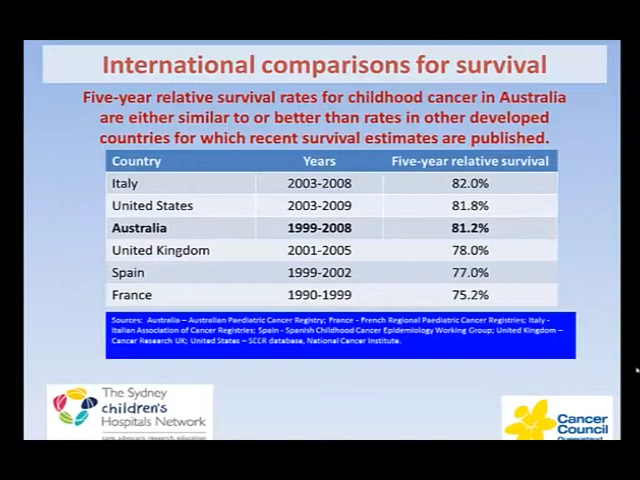 International comparisons for survival
Five-year relative survival rates for childhood cancer in Australia
are either similar to or better than rates in other developed
countries for which recent survival estimates are published.
Country Years Five-year relative survival
Italy 2003-2008 82.0%
United States 2003-2009 81.8%
Australia 1999-2008 81.2%
United Kingdom 2001-2005 78.0%
Spain 1999-2002 77.0%
France 1990-1999 75.2%
Sources: Australia – Australian Paediatric Cancer Registry; France - French Regional Paediatric Cancer Registries; Italy -
Italian Association of Cancer Registries; Spain - Spanish Childhood Cancer Epidemiology Working Group; United Kingdom –
Cancer Research UK; United States – SEER database, National Cancer Institute.
The Sydney
children's
Hospitals Network
care, advocacy, research, education
Cancer
Council
Queensland